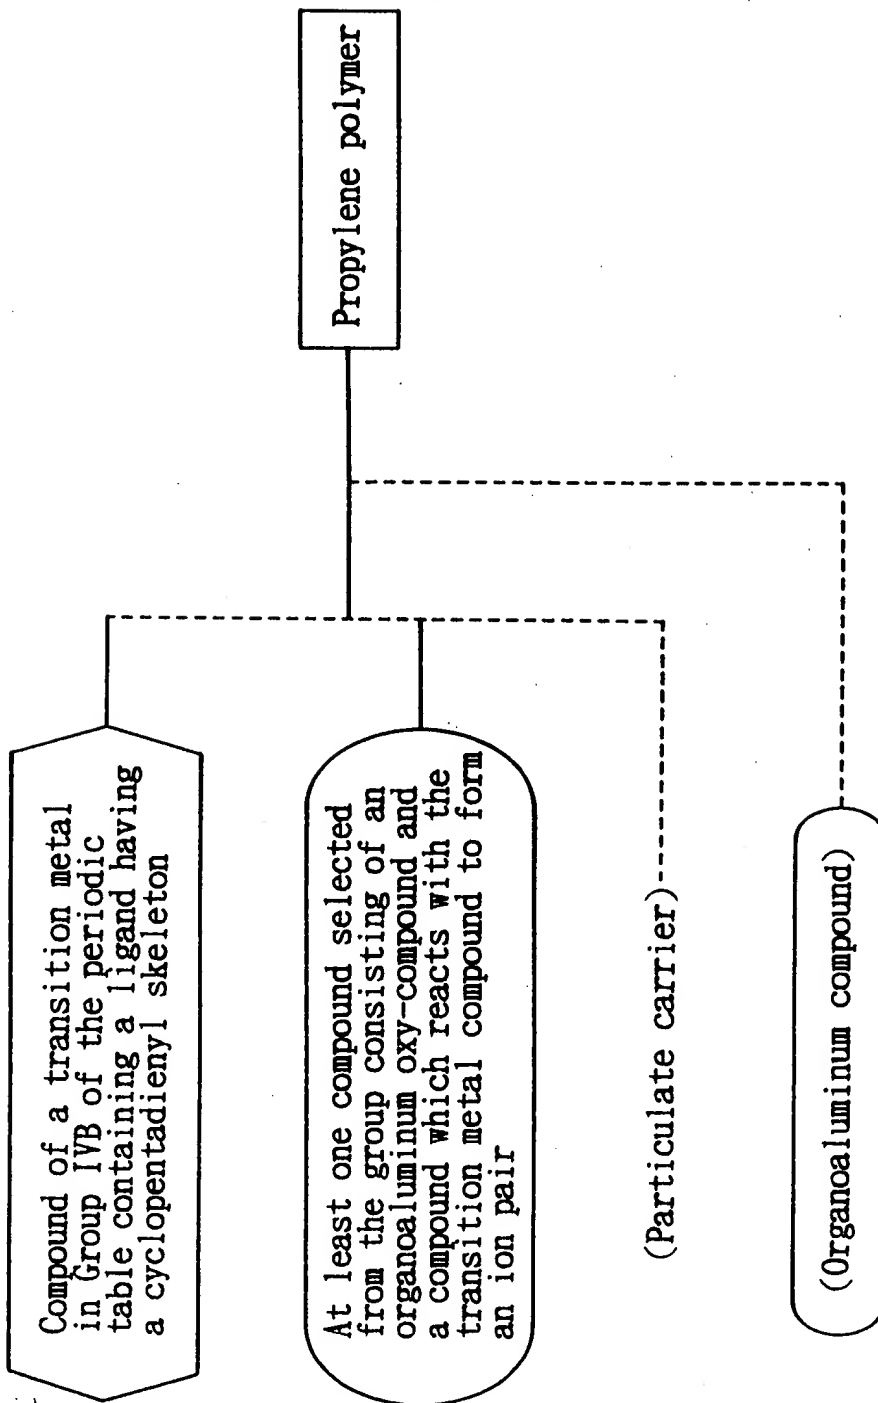 Compound of a transition metal
in Group IVB of the periodic
table containing a ligand having
a cyclopentadienyl skeleton
At least one compound selected
from the group consisting of an
organoaluminum oxy-compound and
a compound which reacts with the
transition metal compound to form
an ion pair
(Particulate carrier)
(Organoaluminum compound)
Propylene polymer